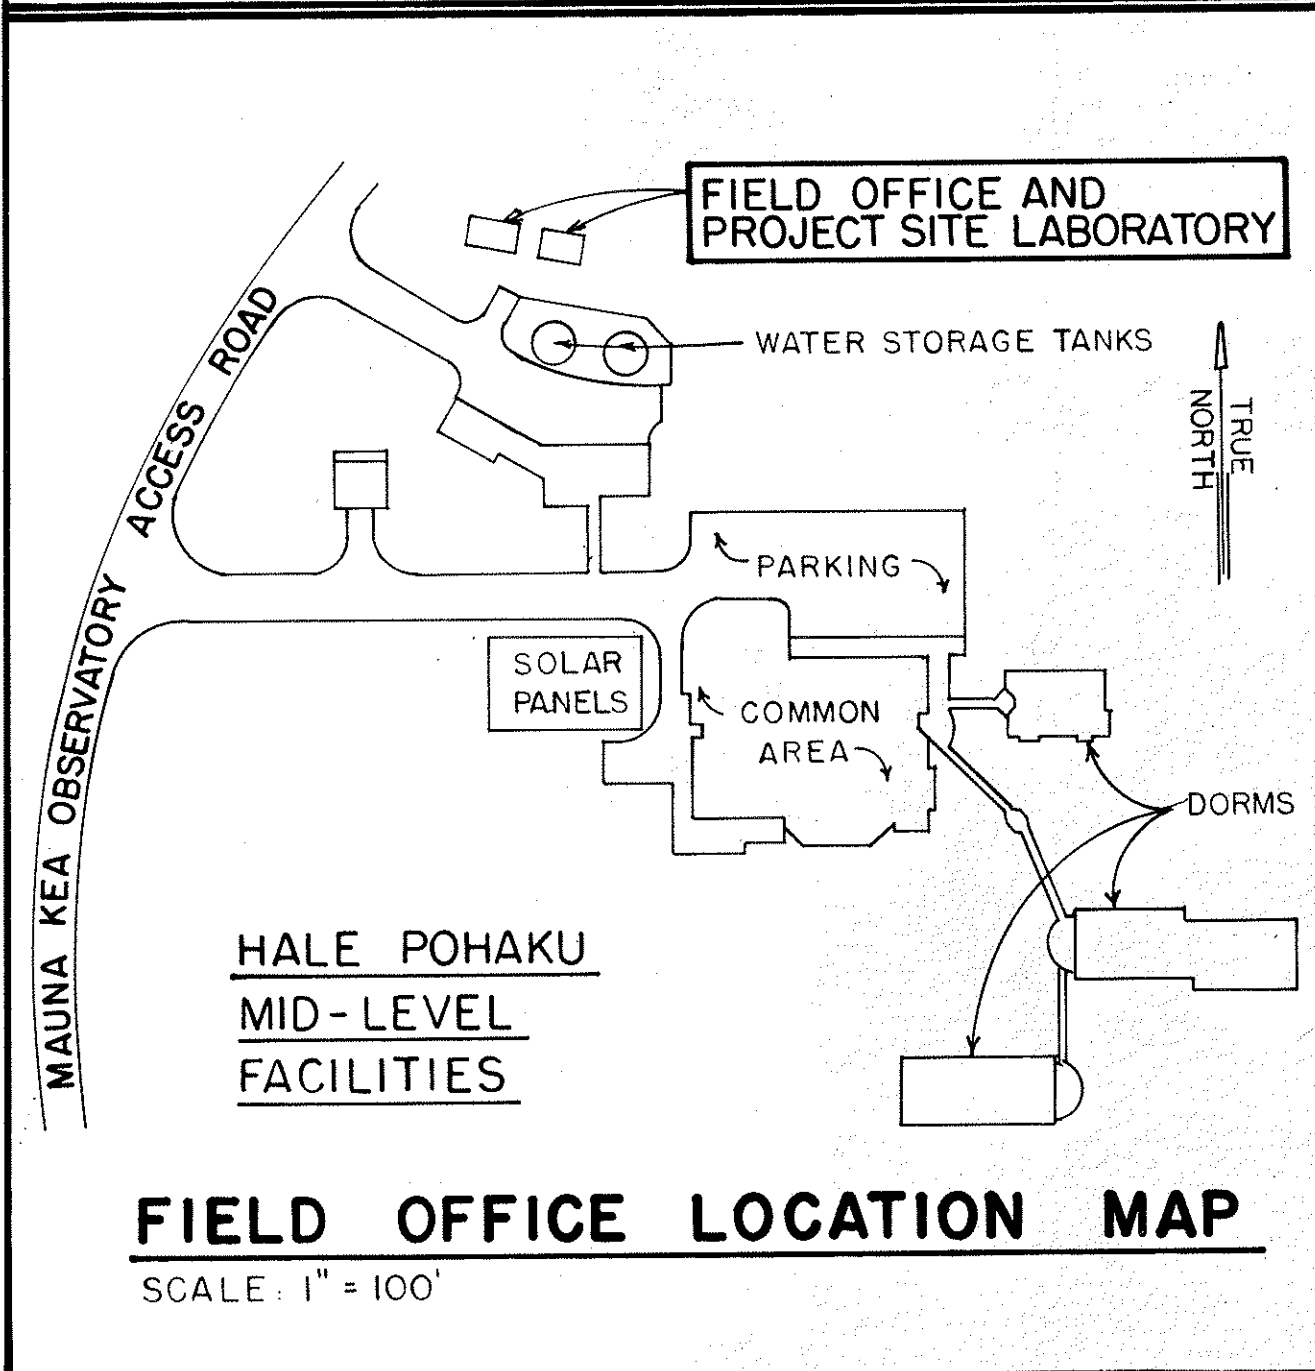 FIELD OFFICE AND
PROJECT SITE LABORATORY
WATER STORAGE TANKS
TRUE
NORTH
MAUNA KEA OBSERVATORY ACCESS ROAD
PARKING
SOLAR
PANELS
COMMON
AREA
DORMS
HALE POHAKU
MID-LEVEL
FACILITIES
FIELD OFFICE LOCATION MAP
SCALE: 1" = 100'